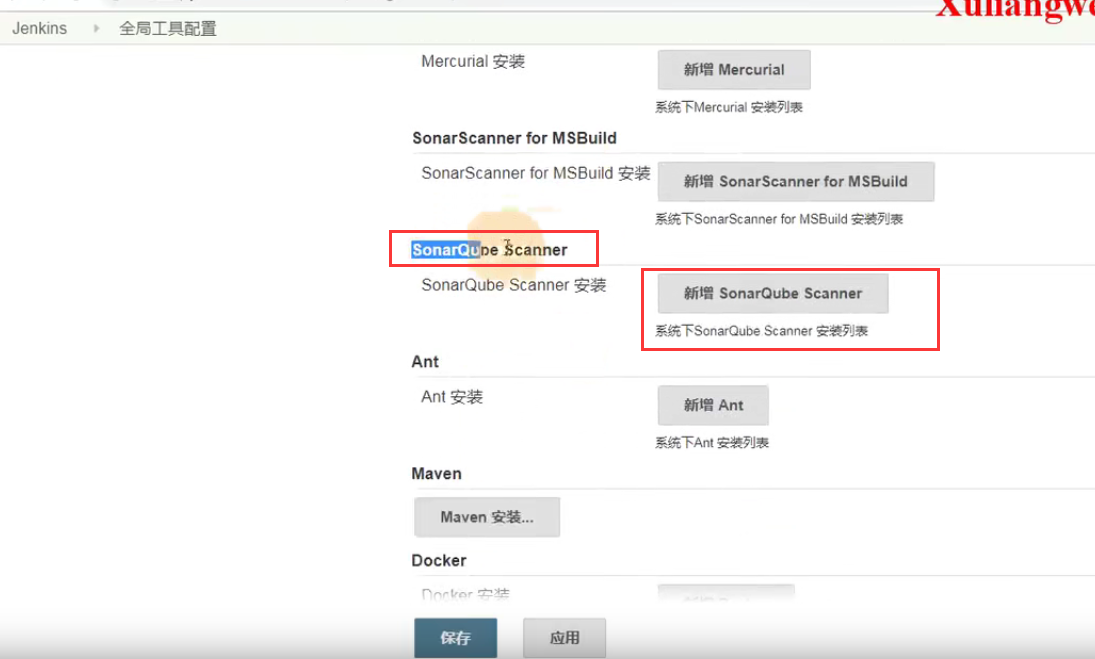 Xuliangwe
Jenkins 全局工具配置
Mercurial 安装
新增 Mercurial
系统下Mercurial 安装列表
SonarScanner for MSBuild
SonarScanner for MSBuild 安装
新增 SonarScanner for MSBuild
系统下SonarScanner for MSBuild 安装列表
SonarQube Scanner
SonarQube Scanner 安装
新增 SonarQube Scanner
系统下SonarQube Scanner 安装列表
Ant
Ant 安装
新增 Ant
系统下Ant 安装列表
Maven
Maven 安装...
Docker
Docker 安装
保存 应用